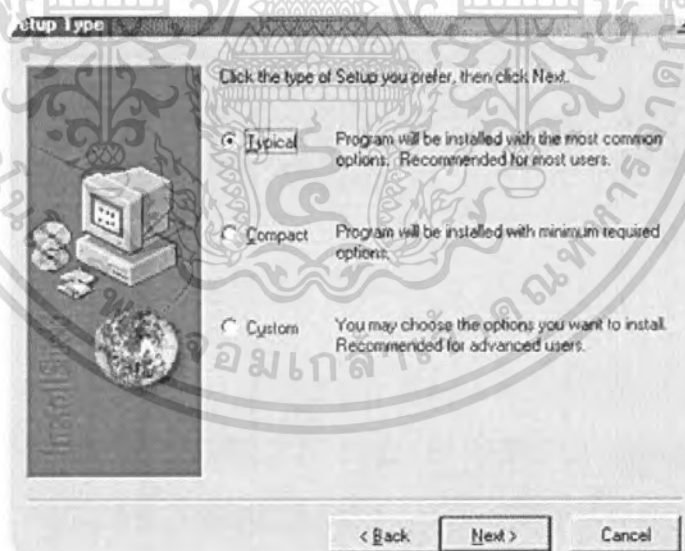 Setup Type
Click the type of Setup you prefer, then click Next.
Typical
Program will be installed with the most common
options. Recommended for most users.
Compact
Program will be installed with minimum required
options.
Custom
You may choose the options you want to install.
Recommended for advanced users.
InstallShield
< Back
Next >
Cancel